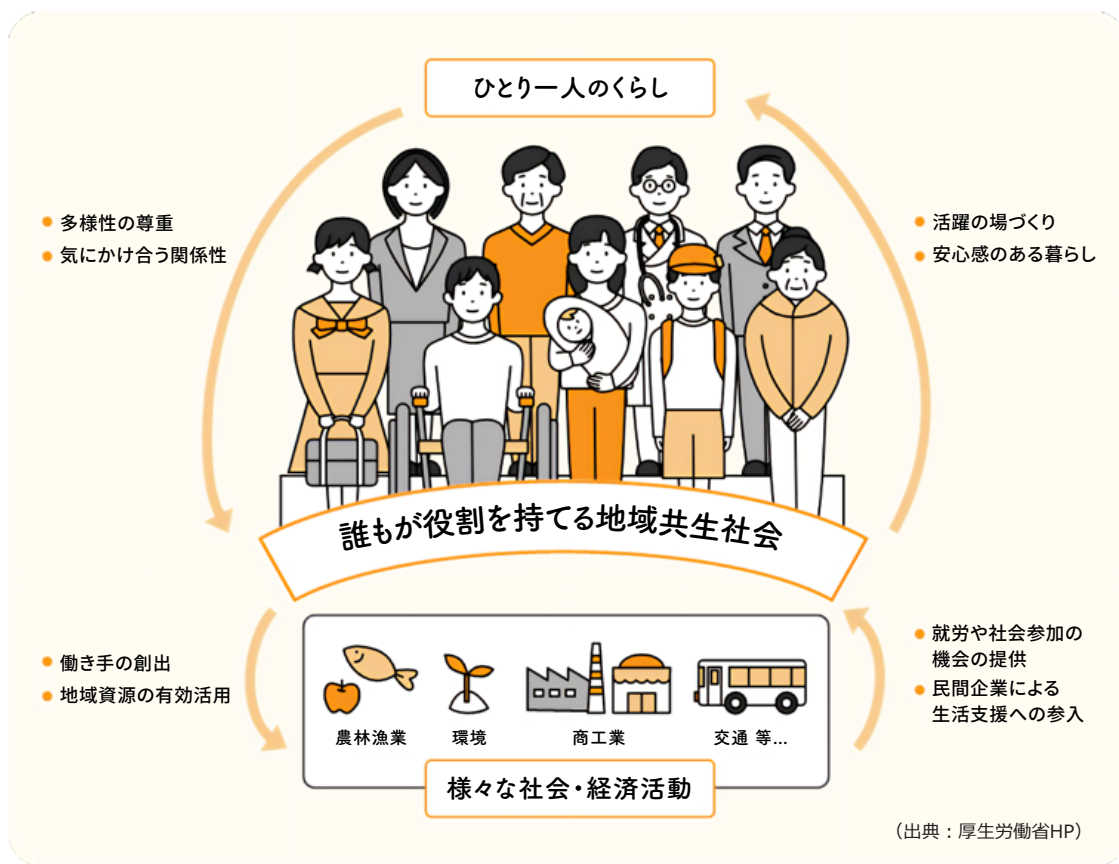 ひとり一人のくらし
多様性の尊重
気にかけ合う関係性
活躍の場づくり
安心感のある暮らし
誰もが役割を持てる地域共生社会
働き手の創出
地域資源の有効活用
就労や社会参加の
機会の提供
民間企業による
生活支援への参入
農林漁業
環境
商工業
交通 等...
様々な社会・経済活動
（出典：厚生労働省HP）